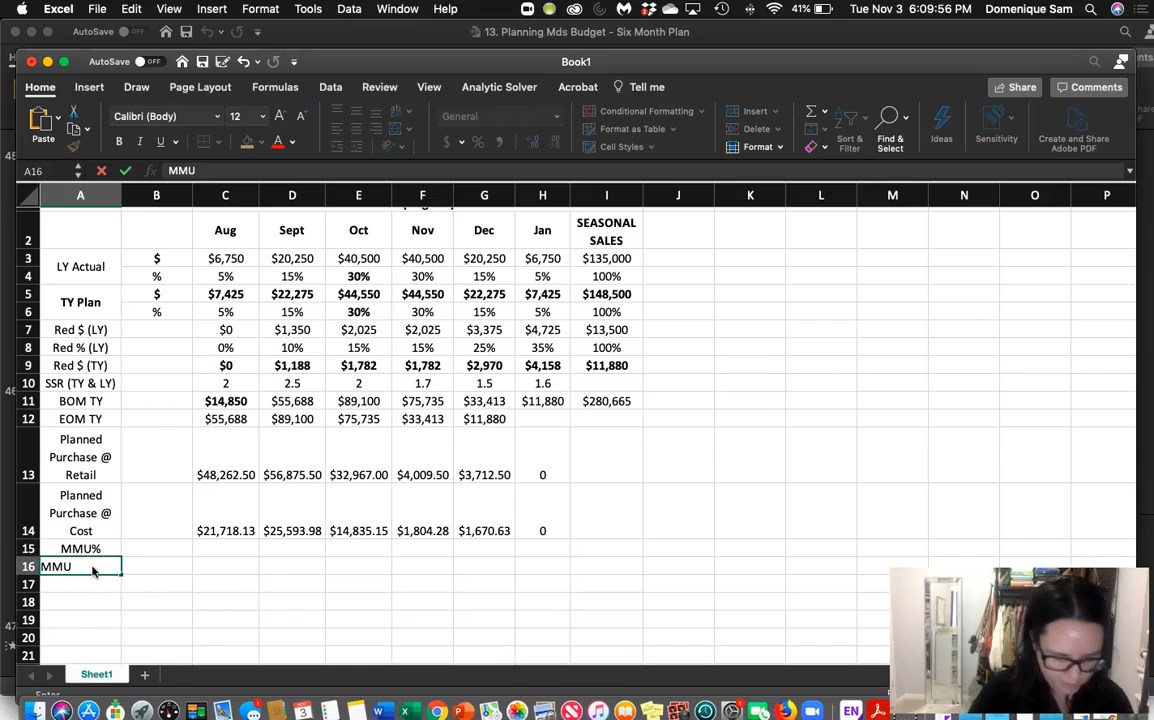 Excel File Edit View Insert Format Tools Data Window Help 41% Tue Nov 3 6:09:56 PM Domenique Sam
AutoSave OFF 13. Planning Mds Budget - Six Month Plan
AutoSave OFF Book1
Home Insert Draw Page Layout Formulas Data Review View Analytic Solver Acrobat Tell me Share Comments
Paste Calibri (Body) 12 General Conditional Formatting Format as Table Cell Styles Insert Delete Format Sort & Filter Find & Select Ideas Sensitivity Create and Share Adobe PDF
A16 fx MMU
A B C D E F G H I J K L M N O P
2 Aug Sept Oct Nov Dec Jan SEASONAL SALES
3 LY Actual $ $6,750 $20,250 $40,500 $40,500 $20,250 $6,750 $135,000
4 % 5% 15% 30% 30% 15% 5% 100%
5 TY Plan $ $7,425 $22,275 $44,550 $44,550 $22,275 $7,425 $148,500
6 % 5% 15% 30% 30% 15% 5% 100%
7 Red $ (LY) $0 $1,350 $2,025 $2,025 $3,375 $4,725 $13,500
8 Red % (LY) 0% 10% 15% 15% 25% 35% 100%
9 Red $ (TY) $0 $1,188 $1,782 $1,782 $2,970 $4,158 $11,880
10 SSR (TY & LY) 2 2.5 2 1.7 1.5 1.6
11 BOM TY $14,850 $55,688 $89,100 $75,735 $33,413 $11,880 $280,665
12 EOM TY $55,688 $89,100 $75,735 $33,413 $11,880
13 Planned Purchase @ Retail $48,262.50 $56,875.50 $32,967.00 $4,009.50 $3,712.50 0
14 Planned Purchase @ Cost $21,718.13 $25,593.98 $14,835.15 $1,804.28 $1,670.63 0
15 MMU%
16 MMU
17
18
19
20
21
Sheet1 +
EN